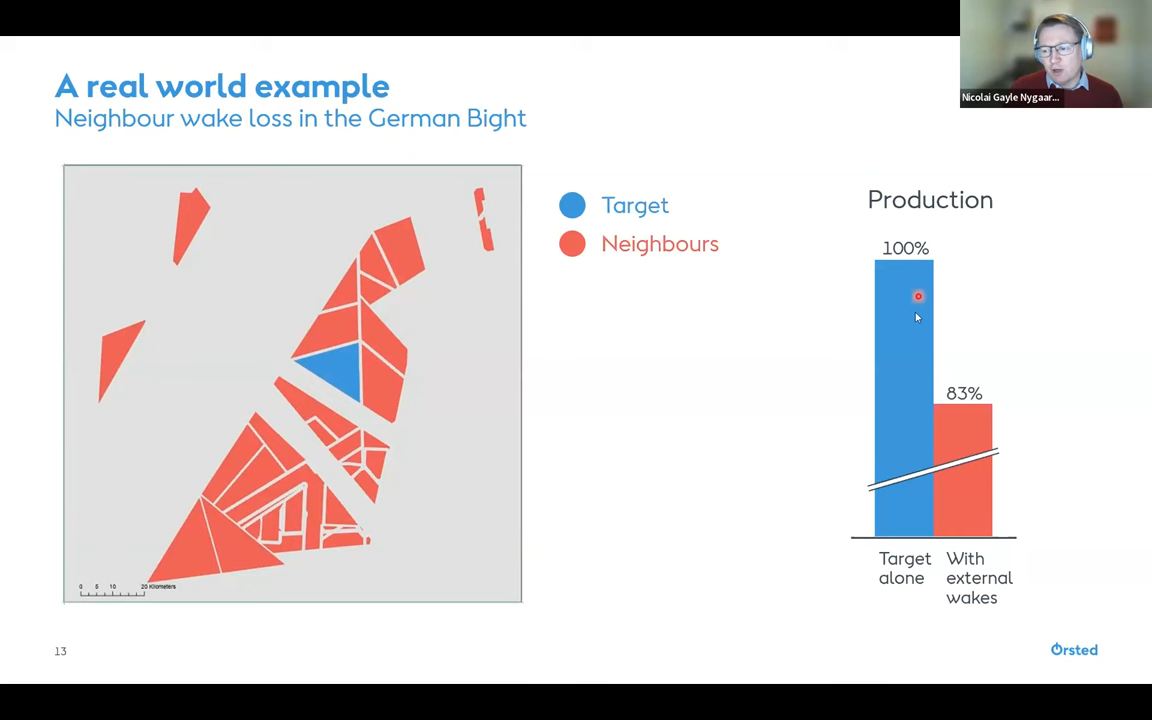 Nicolai Gayle Nygaar...
A real world example
Neighbour wake loss in the German Bight
Target
Neighbours
Production
100%
83%
Target alone
With external wakes
0 5 10 20 Kilometers
13
Ørsted